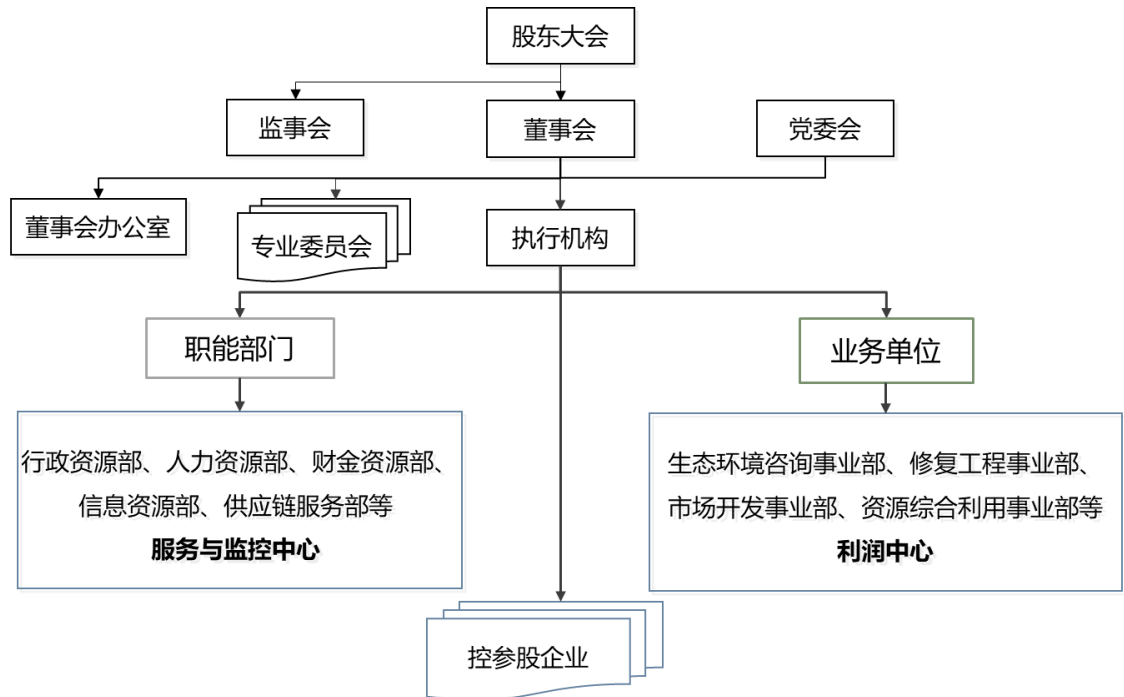 股东大会
监事会
董事会
党委会
董事会办公室
专业委员会
执行机构
职能部门
业务单位
行政资源部、人力资源部、财金资源部、
信息资源部、供应链服务部等
服务与监控中心
生态环境咨询事业部、修复工程事业部、
市场开发事业部、资源综合利用事业部等
利润中心
控参股企业